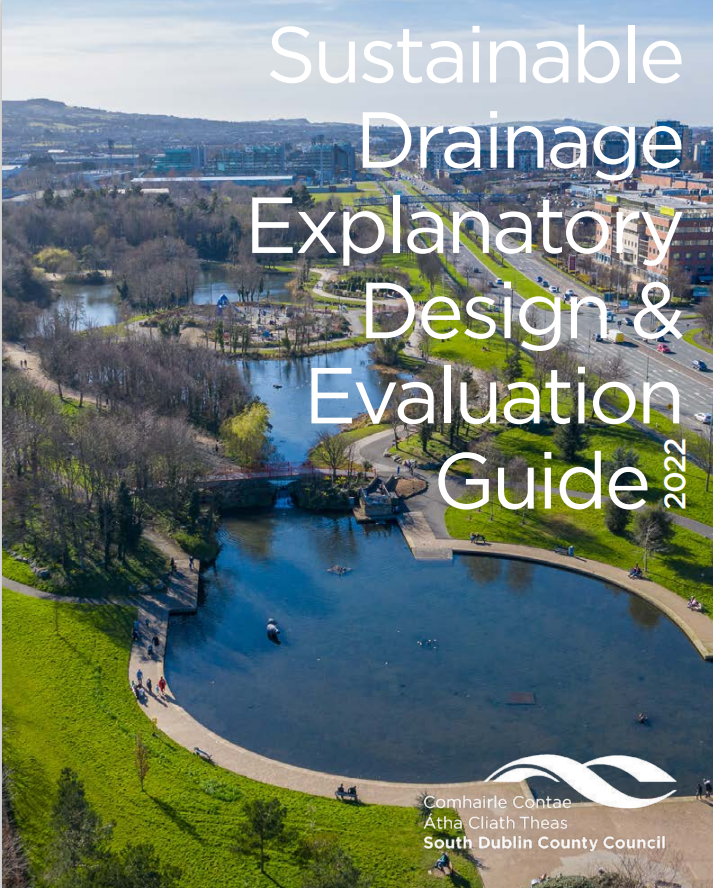 Sustainable
Drainage
Explanatory
Design &
Evaluation
Guide 2022
Comhairle Contae
Átha Cliath Theas
South Dublin County Council